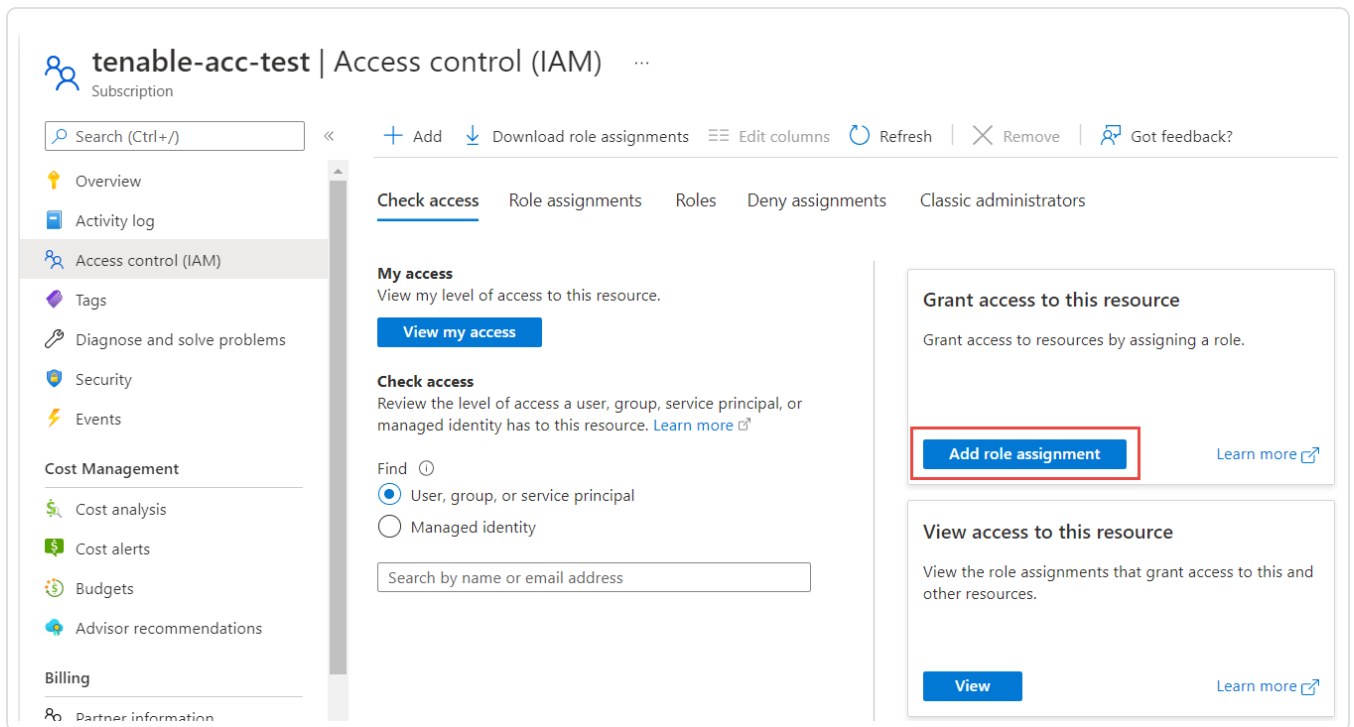 tenable-acc-test | Access control (IAM) ...
Subscription
Search (Ctrl+/)
«
Add
Download role assignments
Edit columns
Refresh
Remove
Got feedback?
Overview
Activity log
Access control (IAM)
Tags
Diagnose and solve problems
Security
Events
Cost Management
Cost analysis
Cost alerts
Budgets
Advisor recommendations
Billing
Partner information
Check access
Role assignments
Roles
Deny assignments
Classic administrators
My access
View my level of access to this resource.
View my access
Check access
Review the level of access a user, group, service principal, or
managed identity has to this resource. Learn more
Find
User, group, or service principal
Managed identity
Search by name or email address
Grant access to this resource
Grant access to resources by assigning a role.
Add role assignment
Learn more
View access to this resource
View the role assignments that grant access to this and
other resources.
View
Learn more